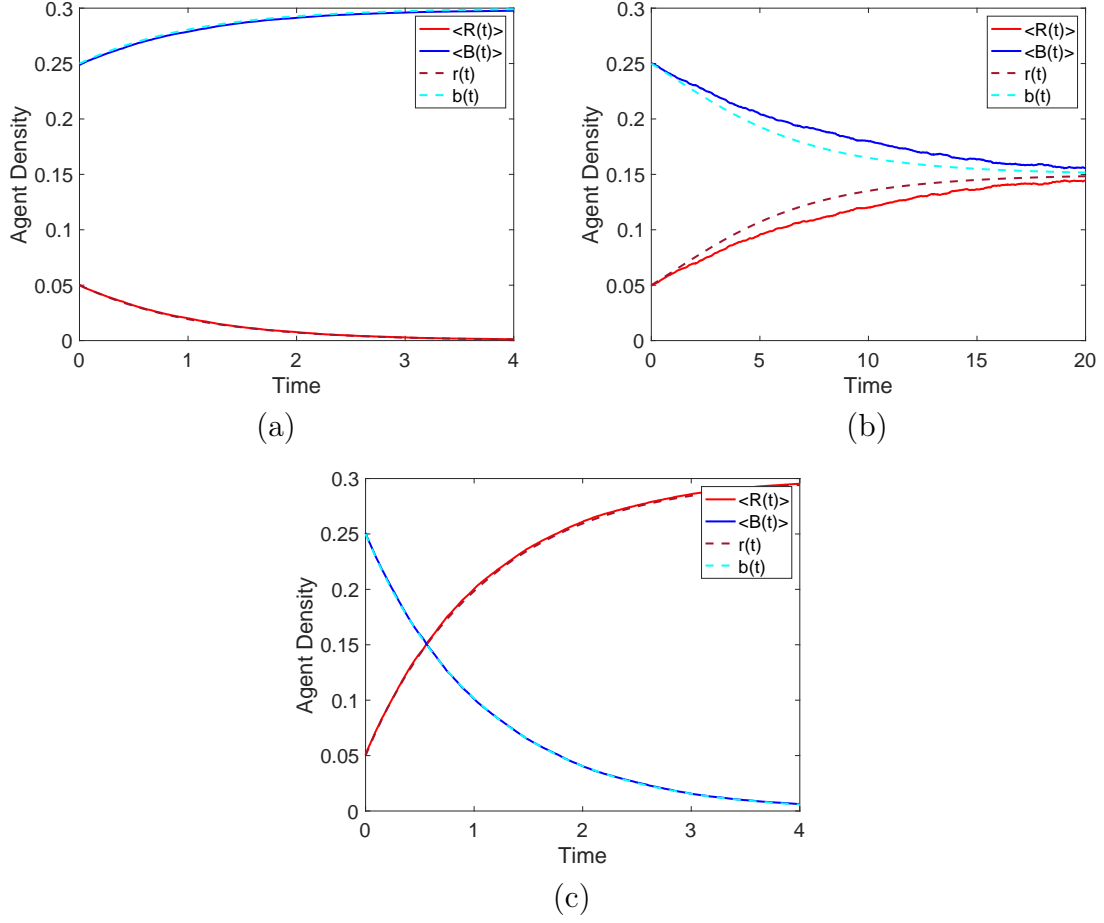 0.3
0.25
0.2
0.15
0.1
0.05
0
Agent Density
0 1 2 3 4
Time
<R(t)>
<B(t)>
r(t)
b(t)
(a)
0.3
0.25
0.2
0.15
0.1
0.05
0
Agent Density
0 5 10 15 20
Time
<R(t)>
<B(t)>
r(t)
b(t)
(b)
0.3
0.25
0.2
0.15
0.1
0.05
0
Agent Density
0 1 2 3 4
Time
<R(t)>
<B(t)>
r(t)
b(t)
(c)